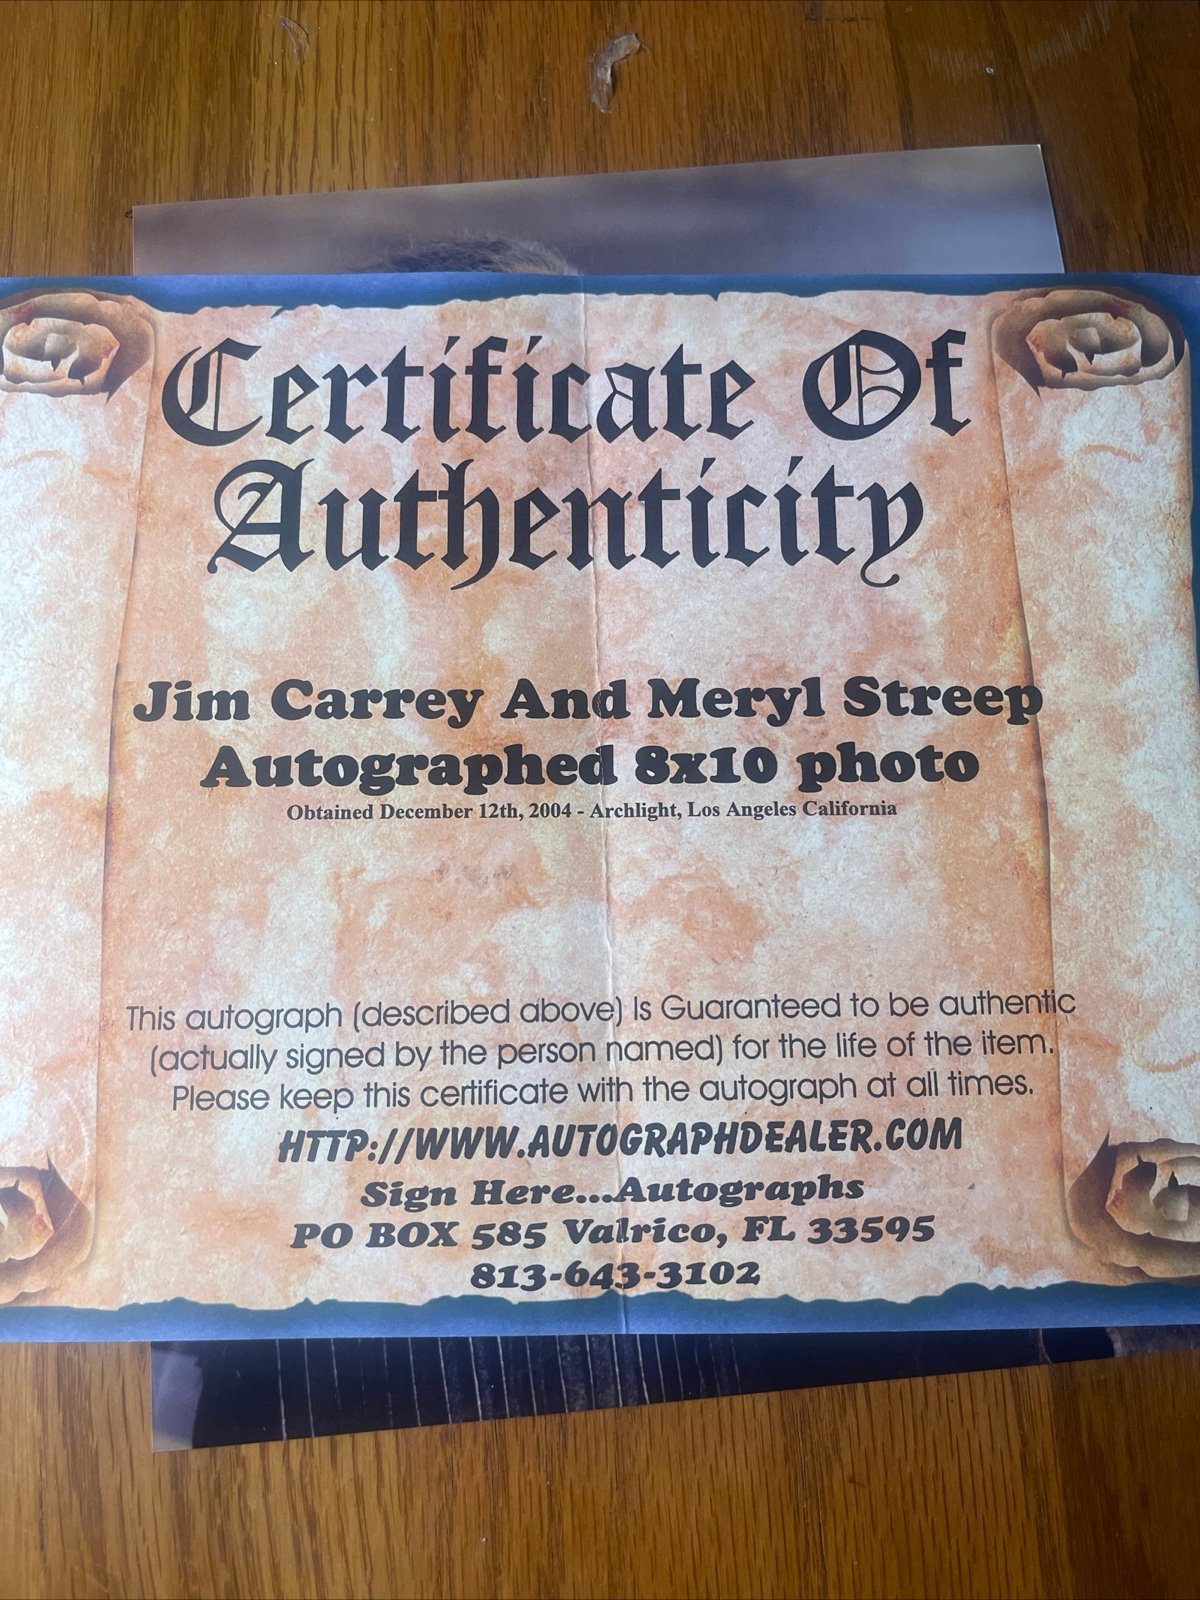 Certificate Of
Authenticity
Jim Carrey And Meryl Streep
Autographed 8x10 photo
Obtained December 12th, 2004 - Archlight, Los Angeles California
This autograph (described above) Is Guaranteed to be authentic
(actually signed by the person named) for the life of the item.
Please keep this certificate with the autograph at all times.
HTTP://WWW.AUTOGRAPHDEALER.COM
Sign Here...Autographs
PO BOX 585 Valrico, FL 33595
813-643-3102